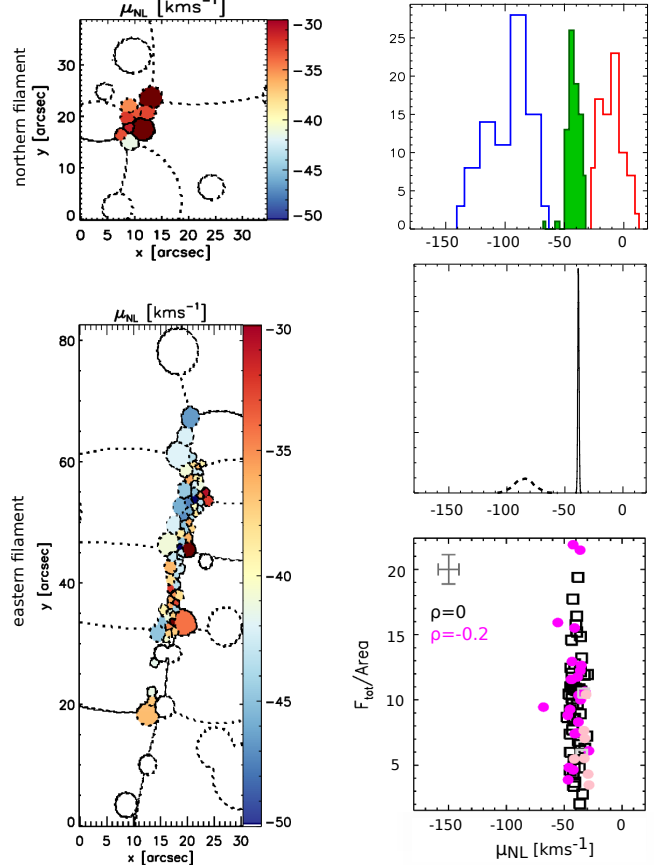 μNL [kms⁻¹]
northern filament
y [arcsec]
30
20
10
0
0 5 10 15 20 25 30
x [arcsec]
−30
−35
−40
−45
−50
25
20
15
10
5
0
-150 -100 -50 0
-150 -100 -50 0
μNL [kms⁻¹]
eastern filament
y [arcsec]
80
60
40
20
0
0 5 10 15 20 25 30
x [arcsec]
−30
−35
−40
−45
−50
ρ=0
ρ=-0.2
Ftot/Area
20
15
10
5
-150 -100 -50 0
μNL [kms⁻¹]